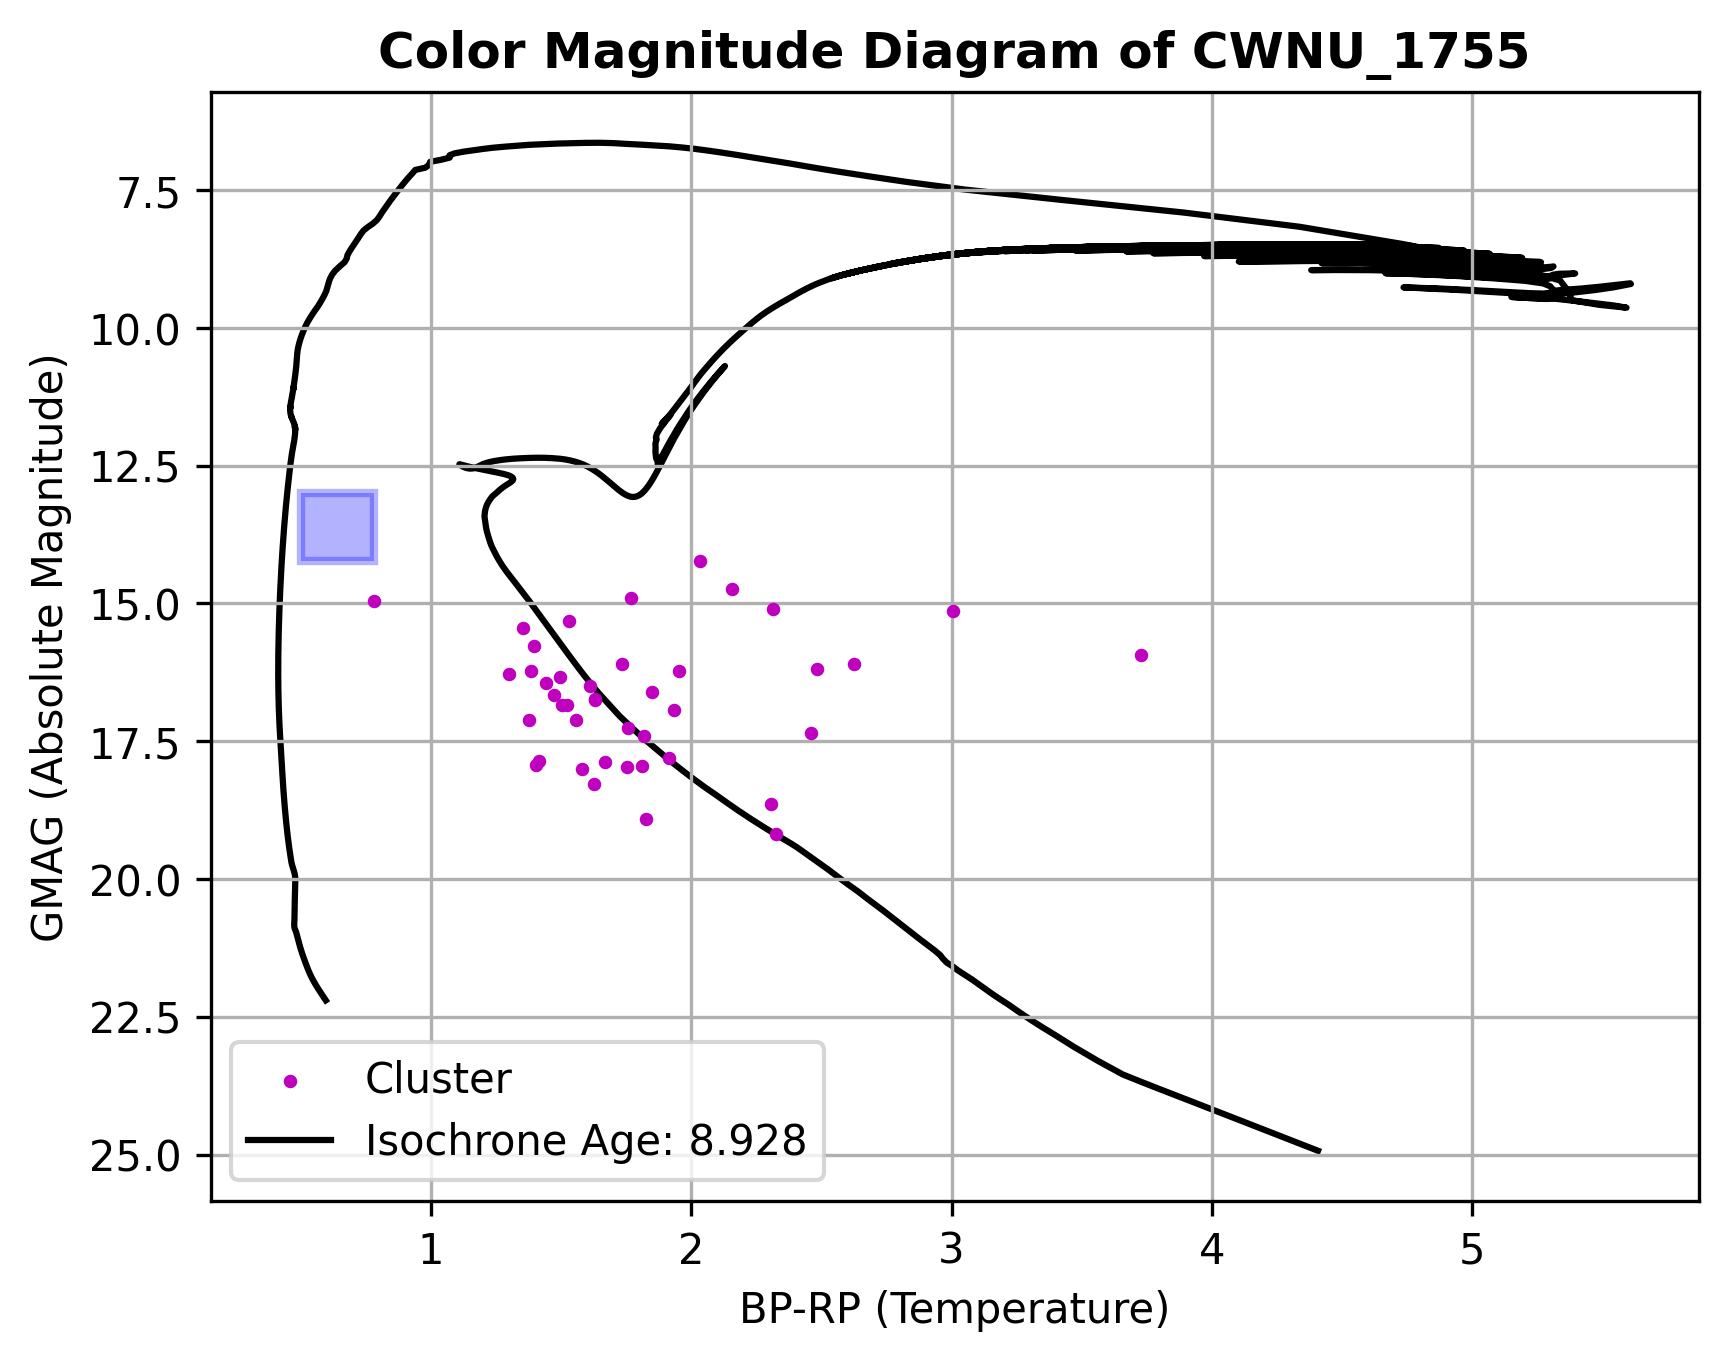 Color Magnitude Diagram of CWNU_1755
GMAG (Absolute Magnitude)
7.5
10.0
12.5
15.0
17.5
20.0
22.5
25.0
Cluster
Isochrone Age: 8.928
1 2 3 4 5
BP-RP (Temperature)